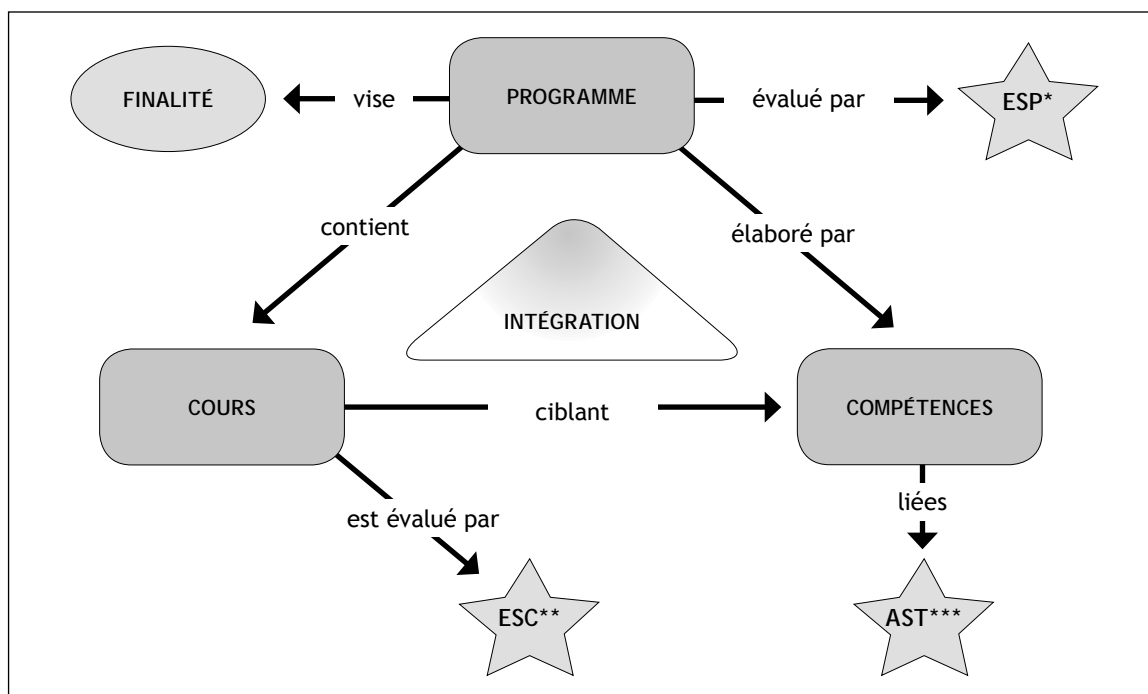 FINALITÉ
vise
PROGRAMME
évalué par
ESP*
contient
élaboré par
INTÉGRATION
COURS
ciblant
COMPÉTENCES
est évalué par
liées
ESC**
AST***